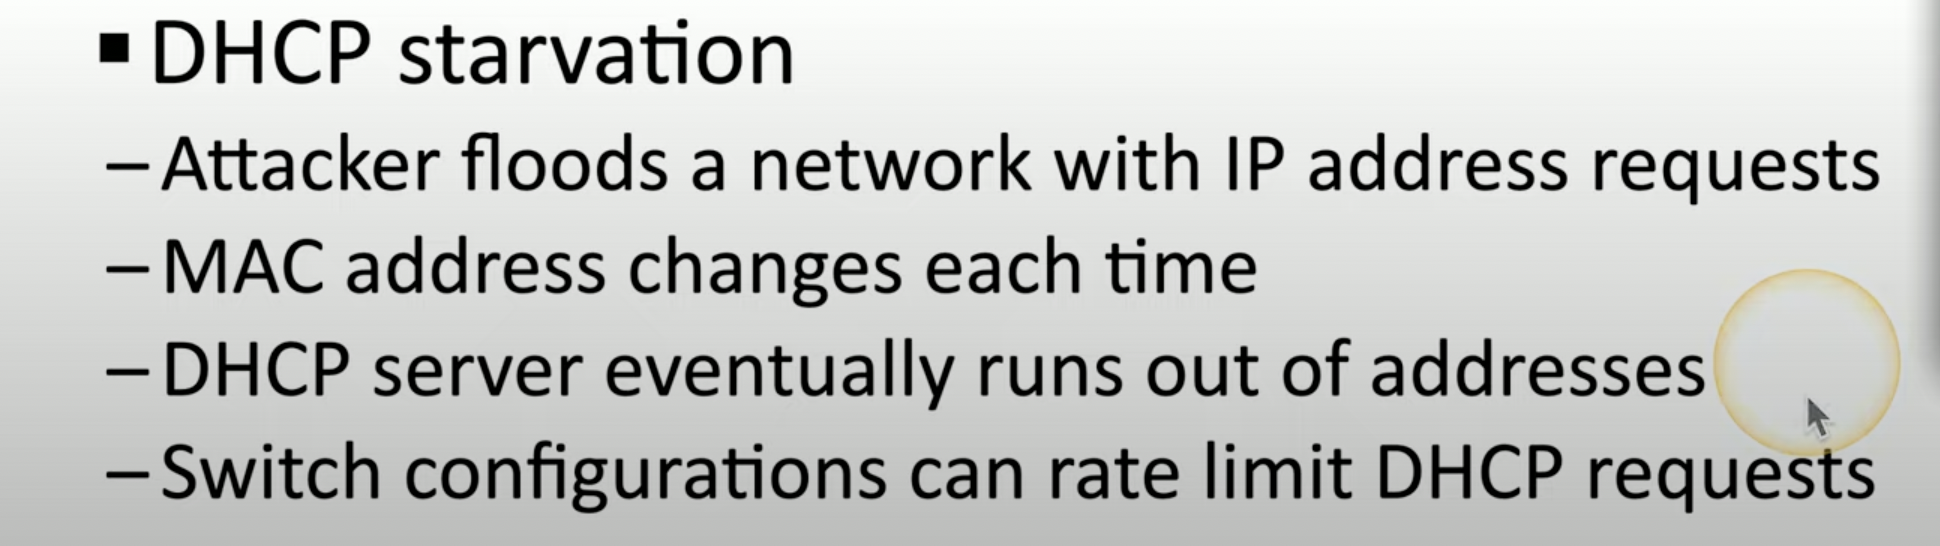 ▪ DHCP starvation
– Attacker floods a network with IP address requests
– MAC address changes each time
– DHCP server eventually runs out of addresses
– Switch configurations can rate limit DHCP requests